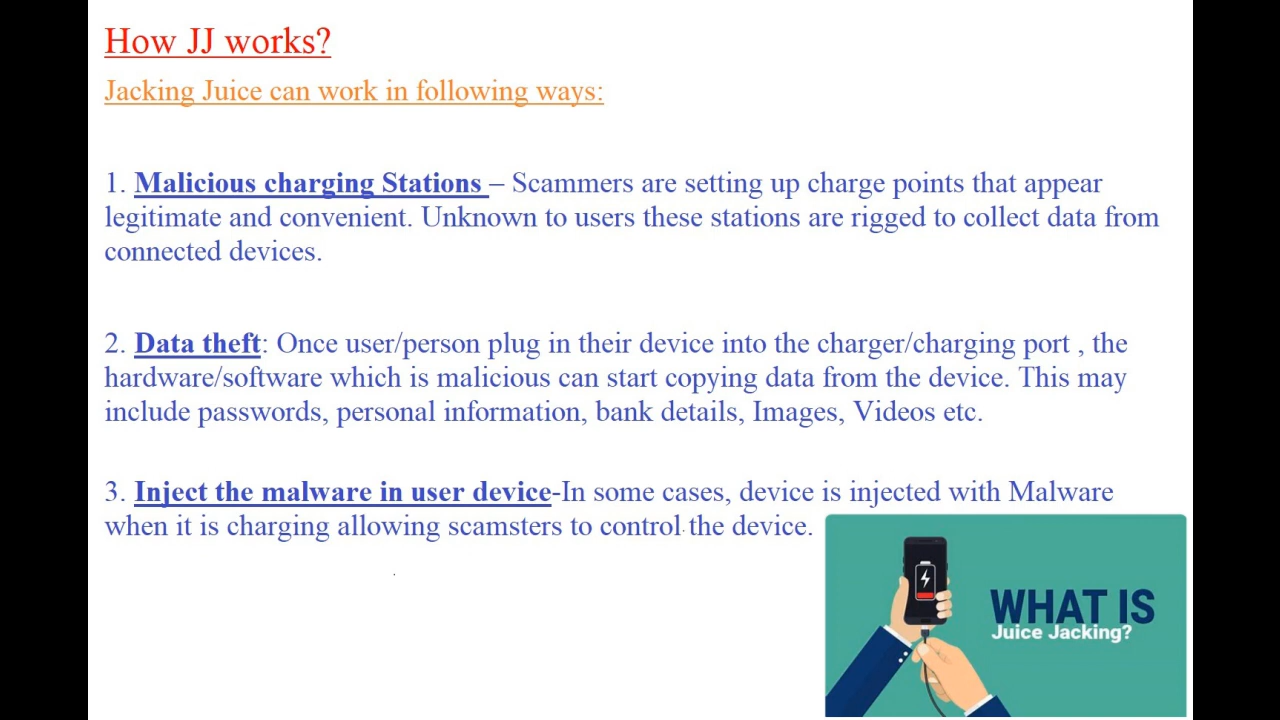 How JJ works?
Jacking Juice can work in following ways:
1. Malicious charging Stations – Scammers are setting up charge points that appear
legitimate and convenient. Unknown to users these stations are rigged to collect data from
connected devices.
2. Data theft: Once user/person plug in their device into the charger/charging port , the
hardware/software which is malicious can start copying data from the device. This may
include passwords, personal information, bank details, Images, Videos etc.
3. Inject the malware in user device-In some cases, device is injected with Malware
when it is charging allowing scamsters to control the device.
WHAT IS
Juice Jacking?